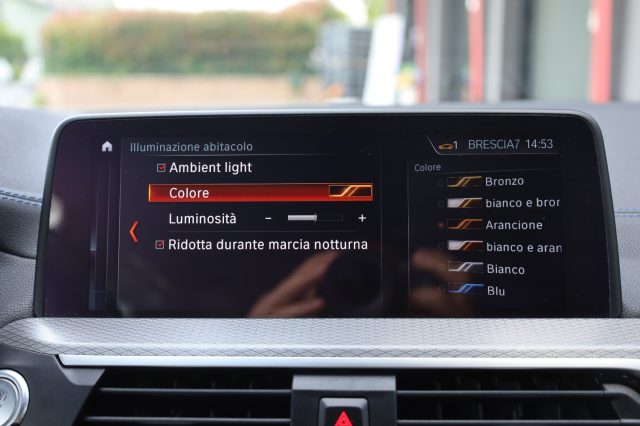 Illuminazione abitacolo
1 BRESCIA7 14:53
Ambient light
Colore
Luminosità - +
Ridotta durante marcia notturna
Colore
Bronzo
bianco e bron
Arancione
bianco e aran
Bianco
Blu